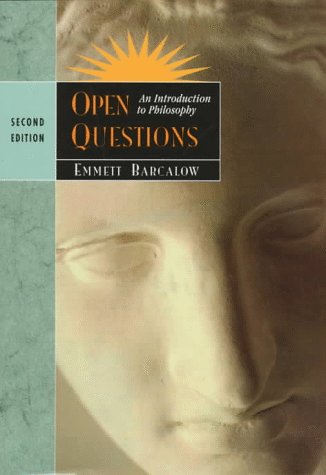 SECOND
EDITION
OPEN
An Introduction
to Philosophy
QUESTIONS
EMMETT BARCALOW